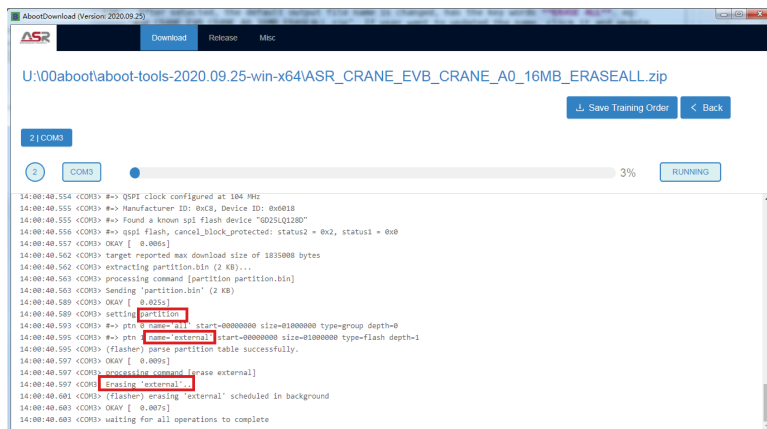 AbootDownload (Version: 2020.09.25)
ASR
Download Release Misc
U:\00aboot\aboot-tools-2020.09.25-win-x64\ASR_CRANE_EVB_CRANE_A0_16MB_ERASEALL.zip
Save Training Order
< Back
2 | COM3
2 COM3 3% RUNNING
14:00:40.554 <COM3> #=> QSPI clock configured at 104 MHz
14:00:40.555 <COM3> #=> Manufacturer ID: 0xC8, Device ID: 0x6018
14:00:40.555 <COM3> #=> Found a known spi flash device "GD25LQ128D"
14:00:40.556 <COM3> #=> qspi flash, cancel_block_protected: status2 = 0x2, status1 = 0x0
14:00:40.557 <COM3> OKAY [ 0.006s]
14:00:40.562 <COM3> target reported max download size of 1835008 bytes
14:00:40.562 <COM3> extracting partition.bin (2 KB)...
14:00:40.563 <COM3> processing command [partition partition.bin]
14:00:40.563 <COM3> Sending 'partition.bin' (2 KB)
14:00:40.589 <COM3> OKAY [ 0.025s]
14:00:40.589 <COM3> setting partition
14:00:40.593 <COM3> #=> ptn 0 name='all' start=00000000 size=01000000 type=group depth=0
14:00:40.595 <COM3> #=> ptn 1 name='external' start=00000000 size=01000000 type=flash depth=1
14:00:40.595 <COM3> (flasher) parse partition table successfully.
14:00:40.597 <COM3> OKAY [ 0.009s]
14:00:40.597 <COM3> processing command [erase external]
14:00:40.597 <COM3> Erasing 'external'...
14:00:40.601 <COM3> (flasher) erasing 'external' scheduled in background
14:00:40.603 <COM3> OKAY [ 0.007s]
14:00:40.603 <COM3> waiting for all operations to complete